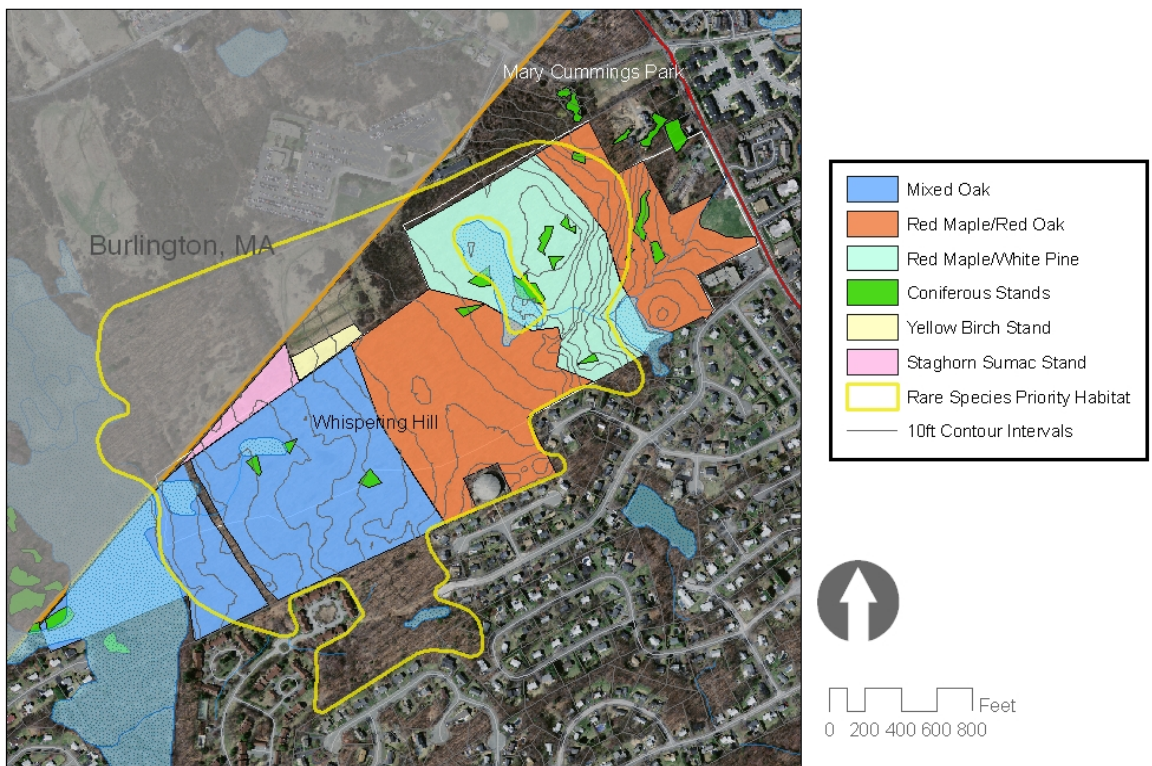 Mary Cummings Park
Burlington, MA
Whispering Hill
Mixed Oak
Red Maple/Red Oak
Red Maple/White Pine
Coniferous Stands
Yellow Birch Stand
Staghorn Sumac Stand
Rare Species Priority Habitat
10ft Contour Intervals
Feet
0 200 400 600 800